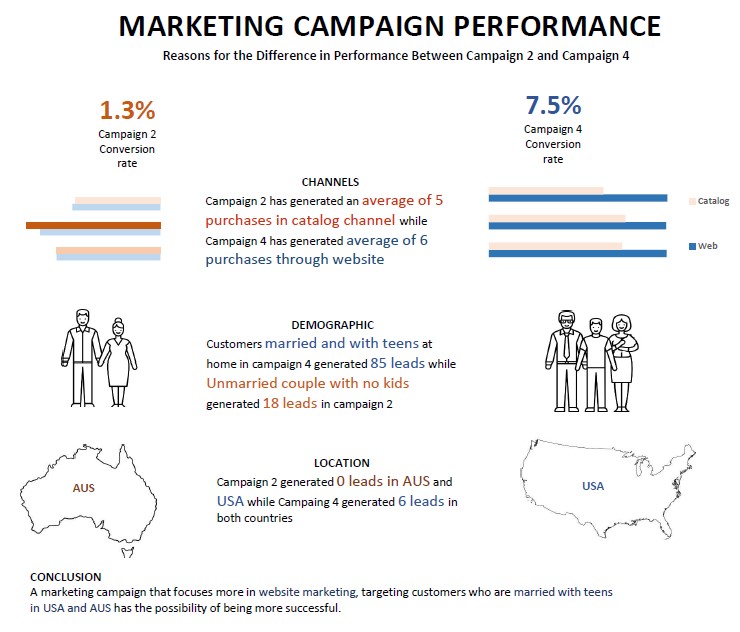 MARKETING CAMPAIGN PERFORMANCE
Reasons for the Difference in Performance Between Campaign 2 and Campaign 4
1.3%
Campaign 2
Conversion
rate
7.5%
Campaign 4
Conversion
rate
CHANNELS
Campaign 2 has generated an average of 5
purchases in catalog channel while
Campaign 4 has generated average of 6
purchases through website
Catalog
Web
DEMOGRAPHIC
Customers married and with teens at
home in campaign 4 generated 85 leads while
Unmarried couple with no kids
generated 18 leads in campaign 2
LOCATION
Campaign 2 generated 0 leads in AUS and
USA while Campaing 4 generated 6 leads in
both countries
AUS
USA
CONCLUSION
A marketing campaign that focuses more in website marketing, targeting customers who are married with teens
in USA and AUS has the possibility of being more successful.